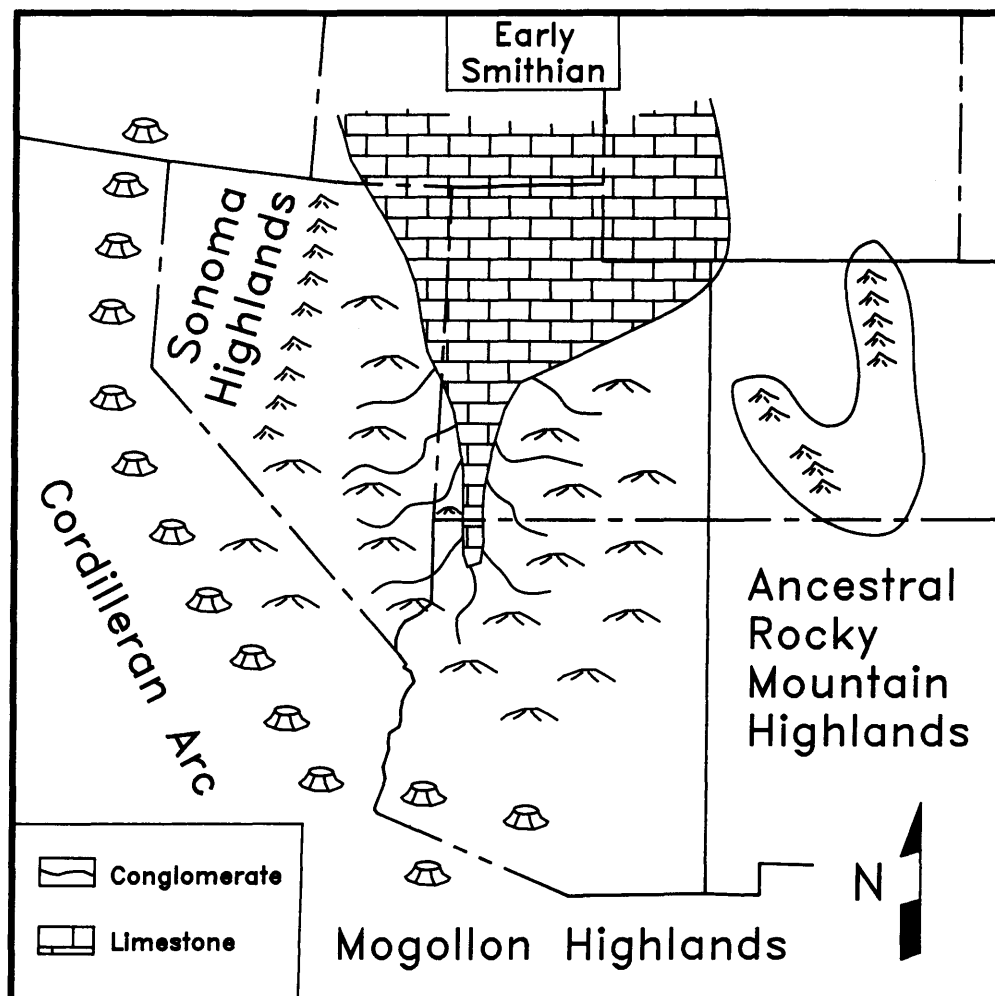 Early
Smithian
Sonoma
Highlands
Cordilleran Arc
Ancestral
Rocky
Mountain
Highlands
N
Conglomerate
Limestone
Mogollon Highlands